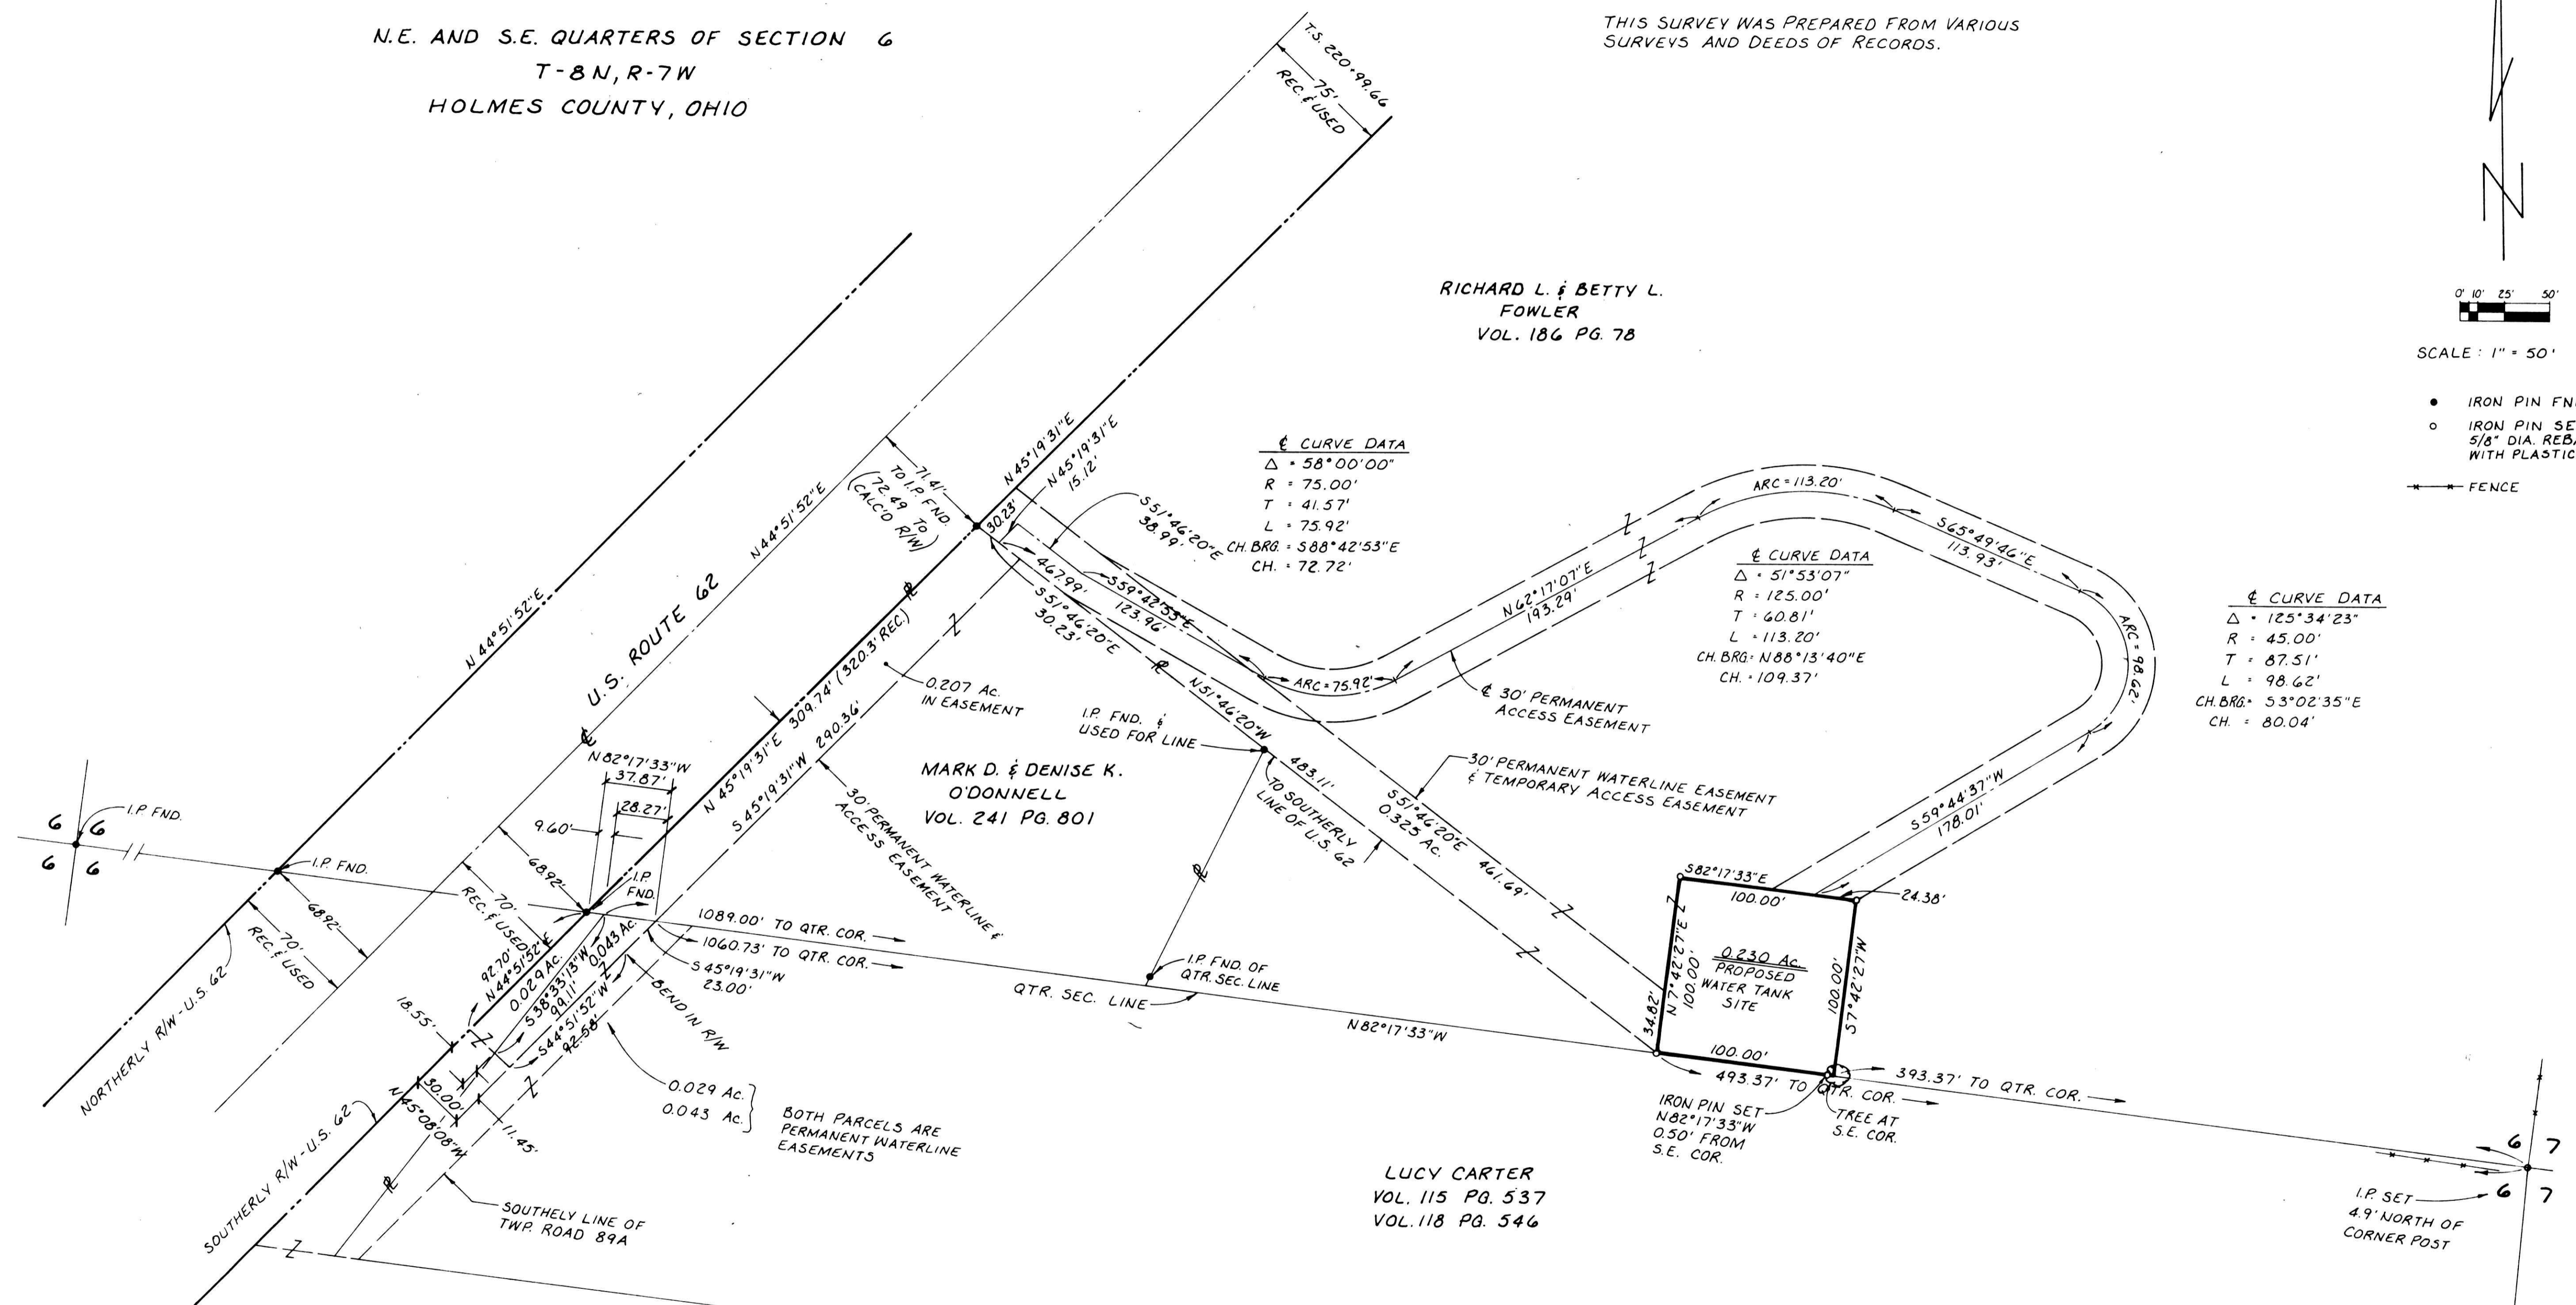 N.E. AND S.E. QUARTERS OF SECTION 6
T-8N, R-7W
HOLMES COUNTY, OHIO
THIS SURVEY WAS PREPARED FROM VARIOUS
SURVEYS AND DEEDS OF RECORDS.
N
0' 10' 25' 50'
SCALE : 1" = 50'
IRON PIN
IRON PIN
5/8" DIA.
WITH PLASTIC
FENCE
T.S. 220+99.66
75'
REC. & USED
RICHARD L. & BETTY L.
FOWLER
VOL. 186 PG. 78
℄ CURVE DATA
Δ = 58°00'00"
R = 75.00'
T = 41.57'
L = 75.92'
CH. BRG. = S88°42'53"E
CH. = 72.72'
℄ CURVE DATA
Δ = 51°53'07"
R = 125.00'
T = 60.81'
L = 113.20'
CH. BRG. = N88°13'40"E
CH. = 109.37'
℄ CURVE DATA
Δ = 125°34'23"
R = 45.00'
T = 87.51'
L = 98.62'
CH. BRG. = S3°02'35"E
CH. = 80.04'
N45°19'31"E
N45°19'31"E
15.12'
30.23'
71.41'
TO I.P. FND.
(72.49 TO
CALC'D R/W)
S51°46'20"E
38.99'
467.99'
S59°42'53"E
123.96'
S51°46'20"E
30.23'
ARC=75.92'
N62°17'07"E
193.29'
ARC=113.20'
S65°49'46"E
113.93'
ARC=98.62'
S59°44'37"W
178.01'
℄ 30' PERMANENT
ACCESS EASEMENT
N44°51'52"E
N44°51'52"E
U.S. ROUTE 62
℄
N45°19'31"E 309.74' (320.3' REC.)
S45°19'31"W 290.36'
0.207 AC.
IN EASEMENT
MARK D. & DENISE K.
O'DONNELL
VOL. 241 PG. 801
I.P. FND. &
USED FOR LINE
N51°46'20"W
483.11'
TO SOUTHERLY
LINE OF U.S. 62
30' PERMANENT WATERLINE EASEMENT
& TEMPORARY ACCESS EASEMENT
S51°46'20"E 461.69'
0.325 AC.
30' PERMANENT WATERLINE &
ACCESS EASEMENT
N82°17'33"W
37.87'
28.27'
9.60'
68.92'
I.P.
FND.
70'
REC. & USED
I.P. FND.
6 6
6 6
I.P. FND.
68.92'
70'
REC. & USED
NORTHERLY R/W-U.S. 62
1089.00' TO QTR. COR.
1060.73' TO QTR. COR.
S45°19'31"W
23.00'
92.70'
N44°51'52"E
0.029 AC.
S38°33'13"W
99.11'
0.043 AC.
S44°51'52"W
92.58'
BEND IN R/W
18.55'
30.00'
N45°08'08"W
11.45'
0.029 AC.
0.043 AC.
BOTH PARCELS ARE
PERMANENT WATERLINE
EASEMENTS
SOUTHERLY R/W-U.S. 62
SOUTHELY LINE OF
TWP. ROAD 89A
I.P. FND. OF
QTR. SEC. LINE
QTR. SEC. LINE
N82°17'33"W
S82°17'33"E
100.00'
24.38'
N7°42'27"E
100.00'
34.82'
0.230 AC.
PROPOSED
WATER TANK
SITE
100.00'
S7°42'27"W
100.00'
493.37' TO QTR. COR.
393.37' TO QTR. COR.
IRON PIN SET
N82°17'33"W
0.50' FROM
S.E. COR.
TREE AT
S.E. COR.
LUCY CARTER
VOL. 115 PG. 537
VOL. 118 PG. 546
6 7
6 7
I.P. SET
4.9' NORTH OF
CORNER POST